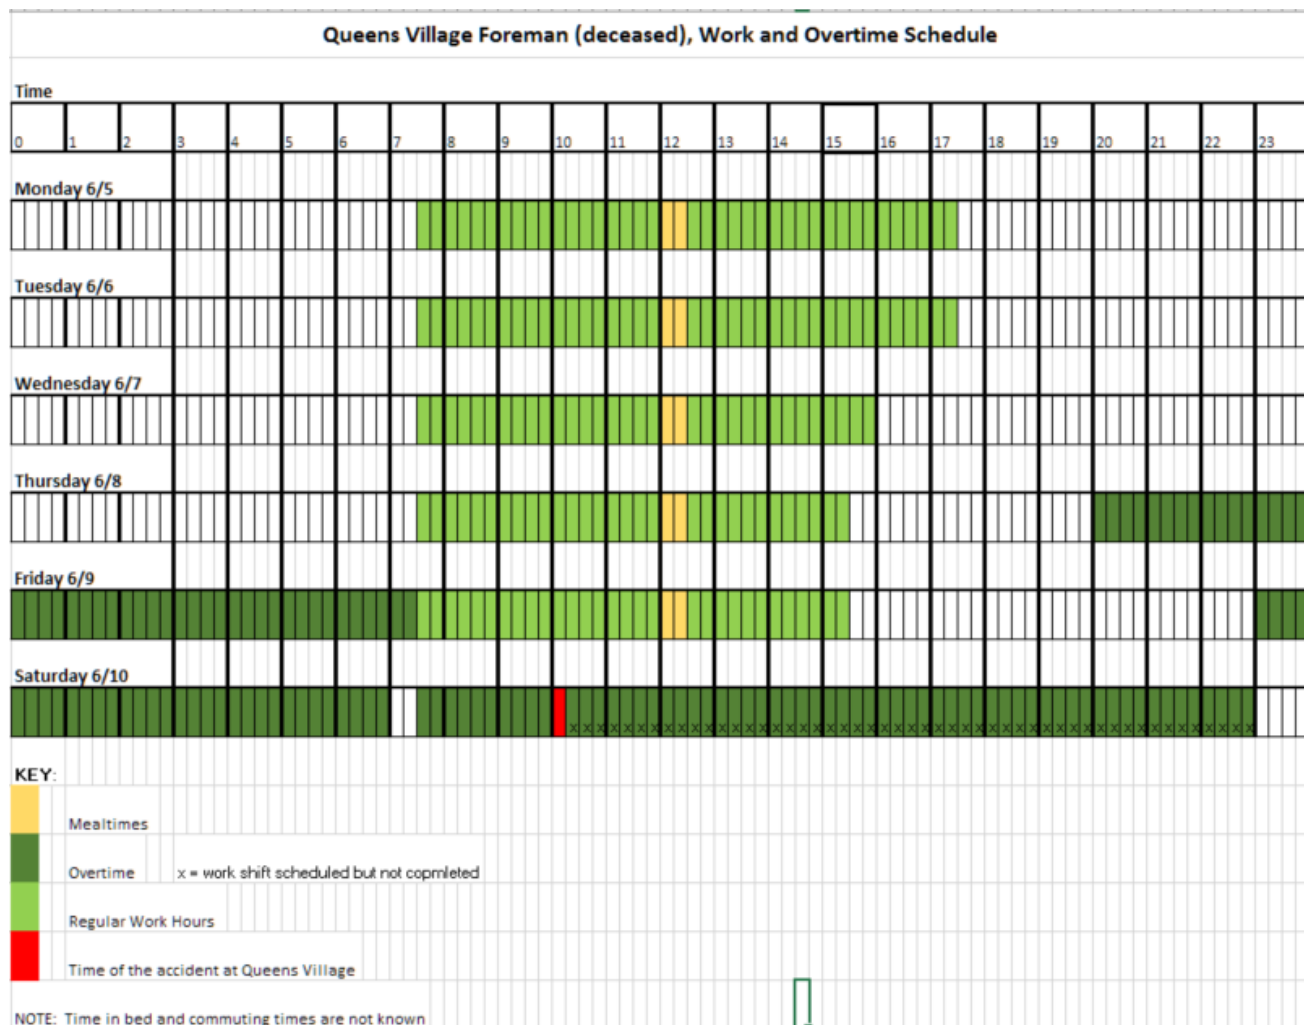 Queens Village Foreman (deceased), Work and Overtime Schedule
Time
0 1 2 3 4 5 6 7 8 9 10 11 12 13 14 15 16 17 18 19 20 21 22 23
Monday 6/5
Tuesday 6/6
Wednesday 6/7
Thursday 6/8
Friday 6/9
Saturday 6/10
x x x x x x x x x x x x x x x x x x x x x x x x x x x x x x x x x x x x x x x x x x x x x x x x x x x
KEY:
Mealtimes
Overtime x = work shift scheduled but not copmleted
Regular Work Hours
Time of the accident at Queens Village
NOTE: Time in bed and commuting times are not known